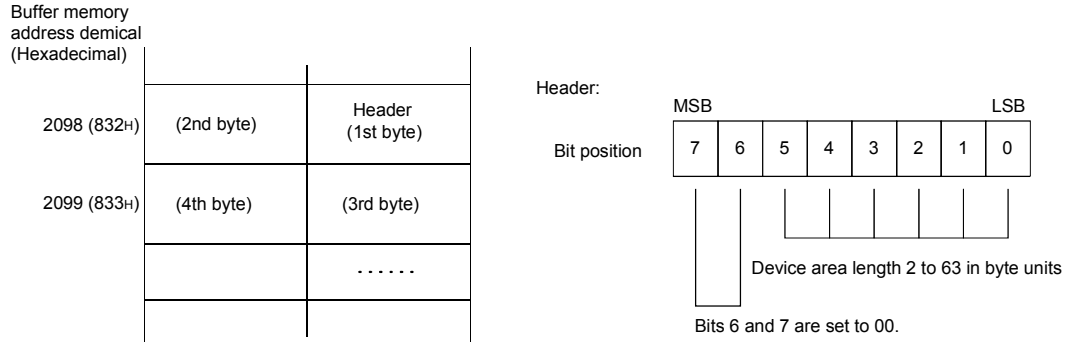 Buffer memory
address demical
(Hexadecimal)
2098 (832H)
(2nd byte)
Header
(1st byte)
2099 (833H)
(4th byte)
(3rd byte)
······
Header:
MSB
LSB
Bit position
7 6 5 4 3 2 1 0
Device area length 2 to 63 in byte units
Bits 6 and 7 are set to 00.